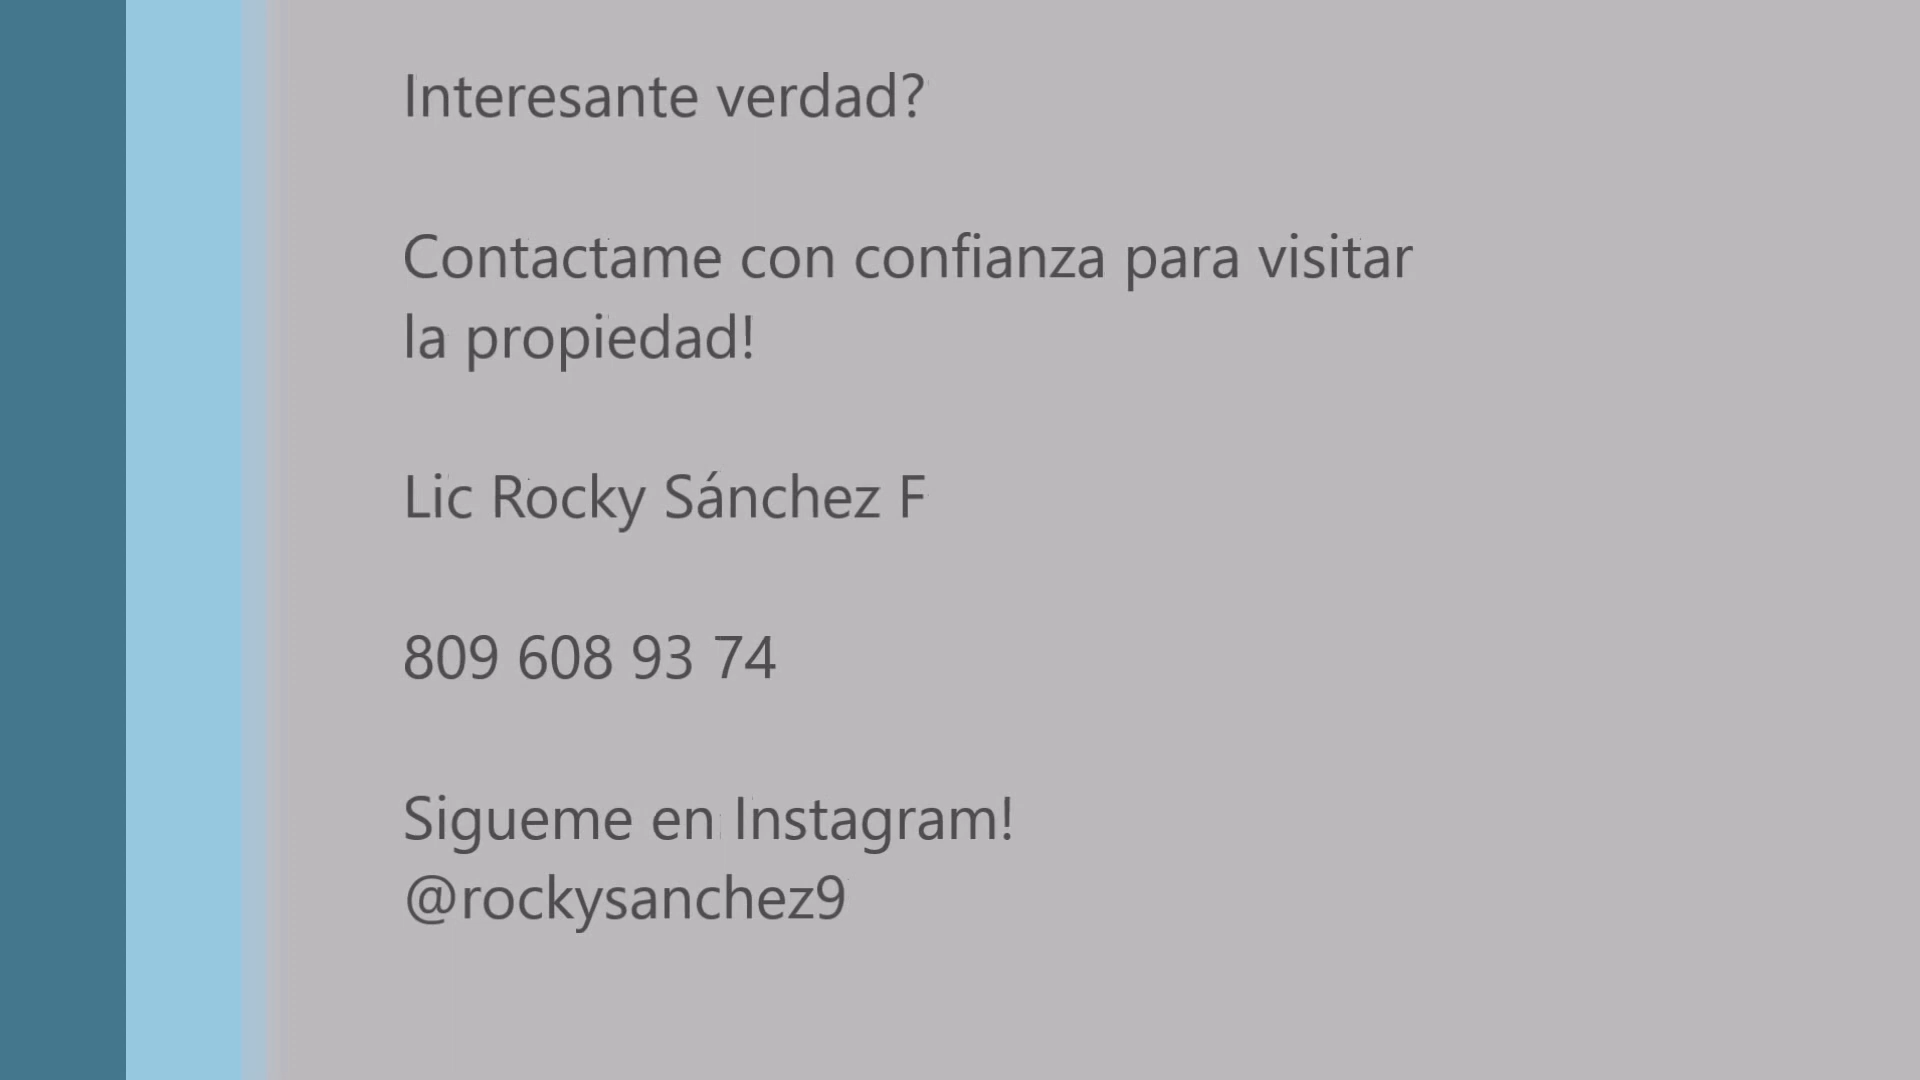 Interesante verdad?
Contactame con confianza para visitar
la propiedad!
Lic Rocky Sánchez F
809 608 93 74
Sigueme en Instagram!
@rockysanchez9